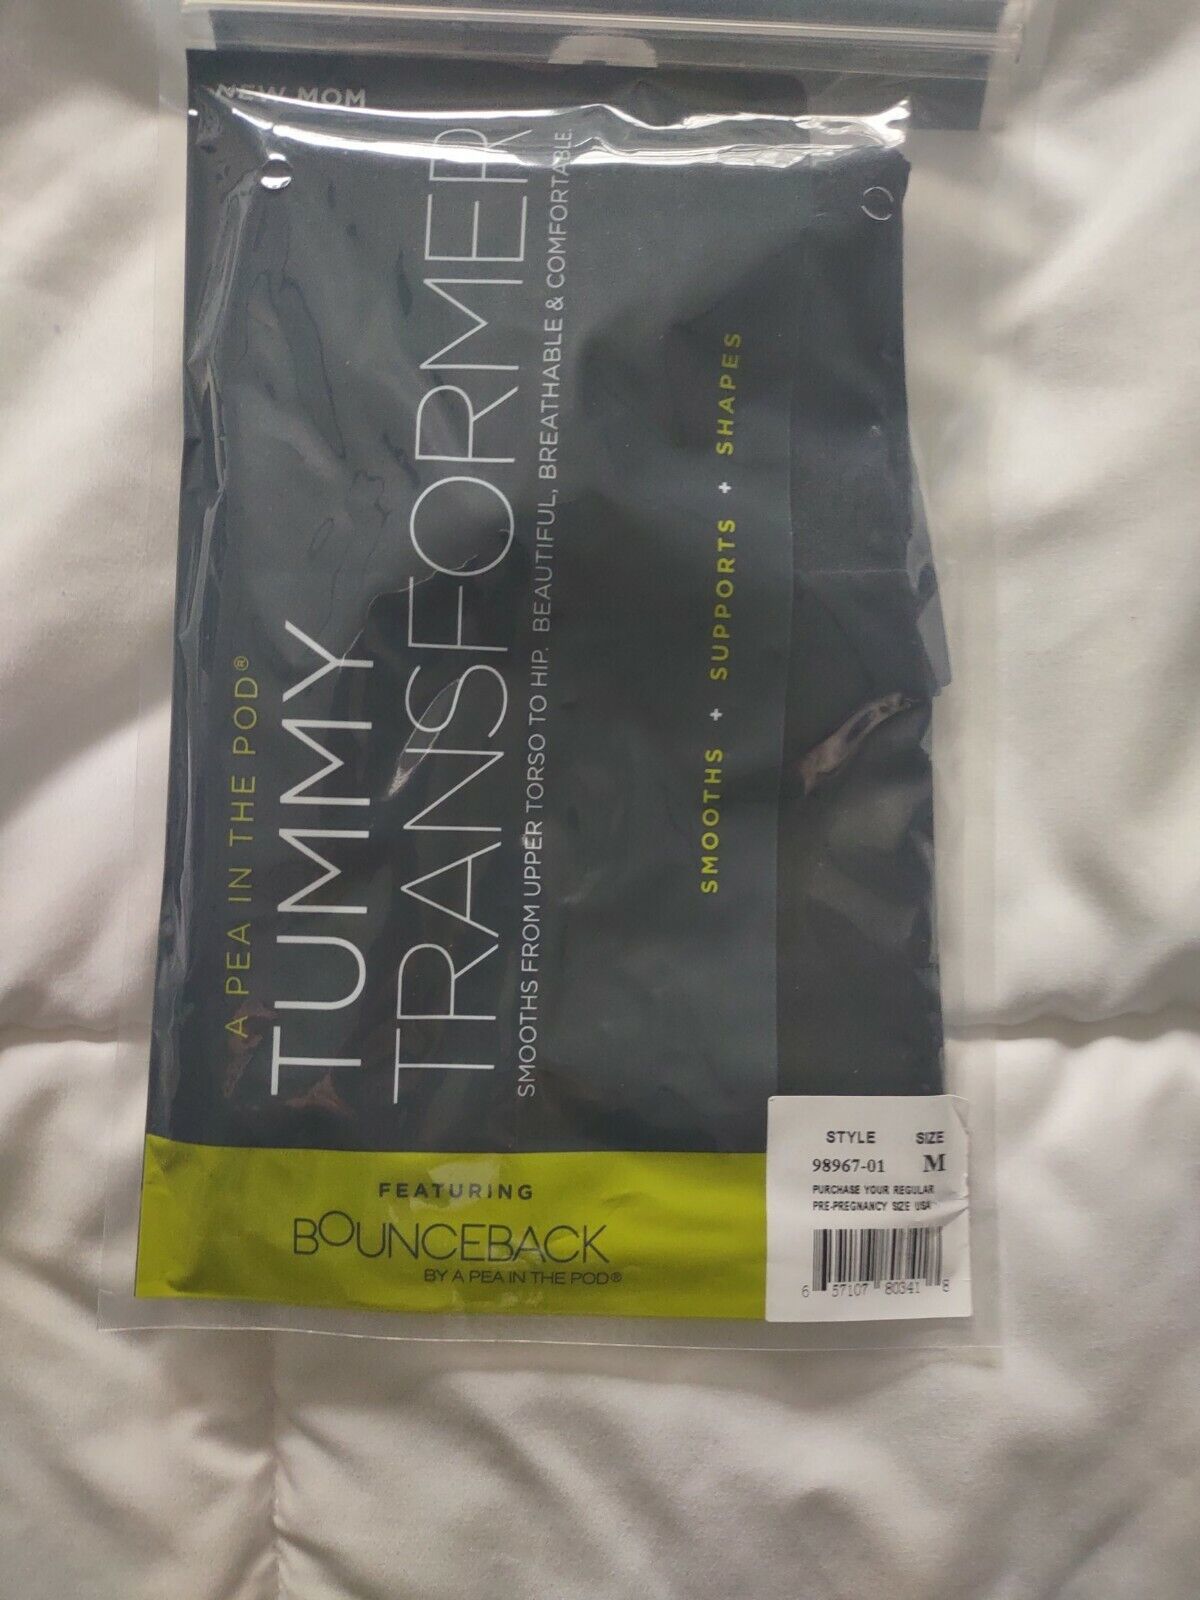 NEW MOM
A PEA IN THE POD®
TUMMY
TRANSFORMER
SMOOTHS FROM UPPER TORSO TO HIP. BEAUTIFUL, BREATHABLE & COMFORTABLE.
SMOOTHS + SUPPORTS + SHAPES
FEATURING
BOUNCEBACK
BY A PEA IN THE POD®
STYLE SIZE
98967-01 M
PURCHASE YOUR REGULAR
PRE-PREGNANCY SIZE USA
6 57107 80341 8